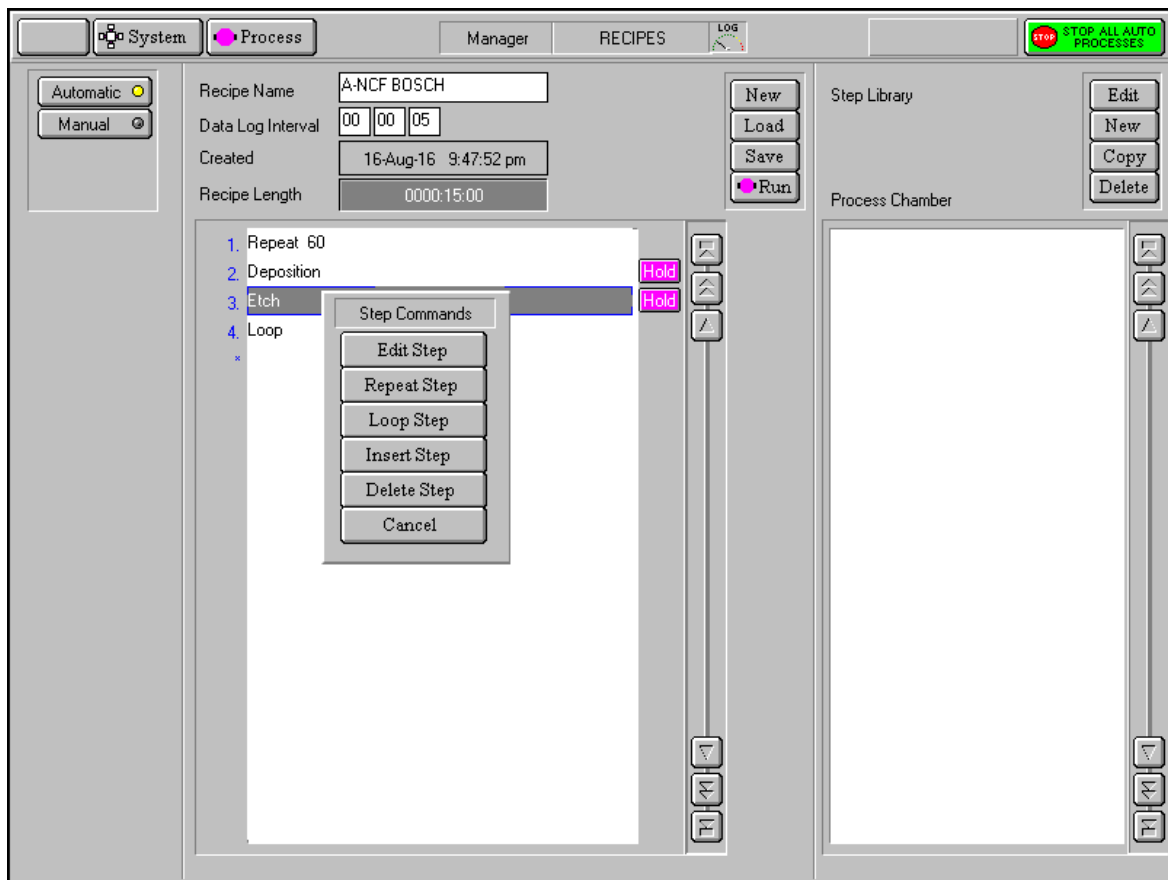 System
Process
Manager
RECIPES
LOG
STOP
STOP ALL AUTO
PROCESSES
Automatic
Manual
Recipe Name
A-NCF BOSCH
Data Log Interval
00 00 05
Created
16-Aug-16 9:47:52 pm
Recipe Length
0000:15:00
New
Load
Save
Run
Step Library
Process Chamber
Edit
New
Copy
Delete
1. Repeat 60
2. Deposition Hold
3. Etch Hold
4. Loop
*
Step Commands
Edit Step
Repeat Step
Loop Step
Insert Step
Delete Step
Cancel